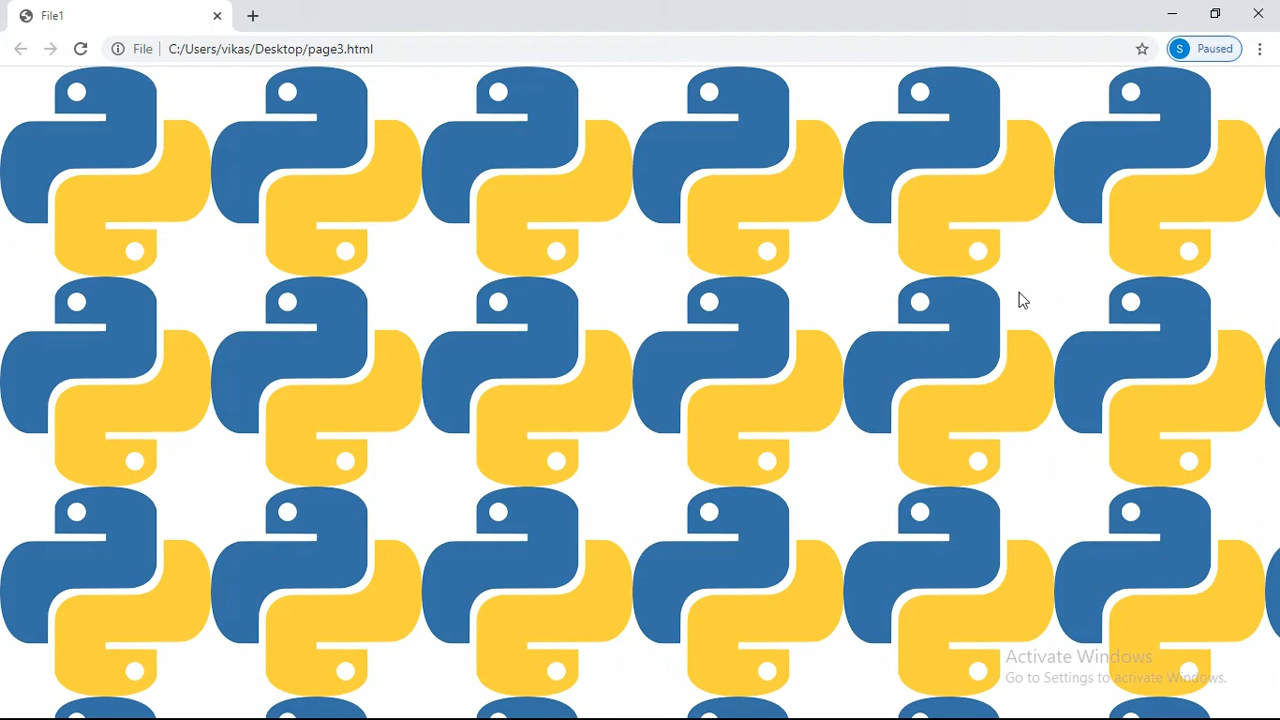 File1
File
C:/Users/vikas/Desktop/page3.html
S
Paused
Activate Windows
Go to Settings to activate Windows.